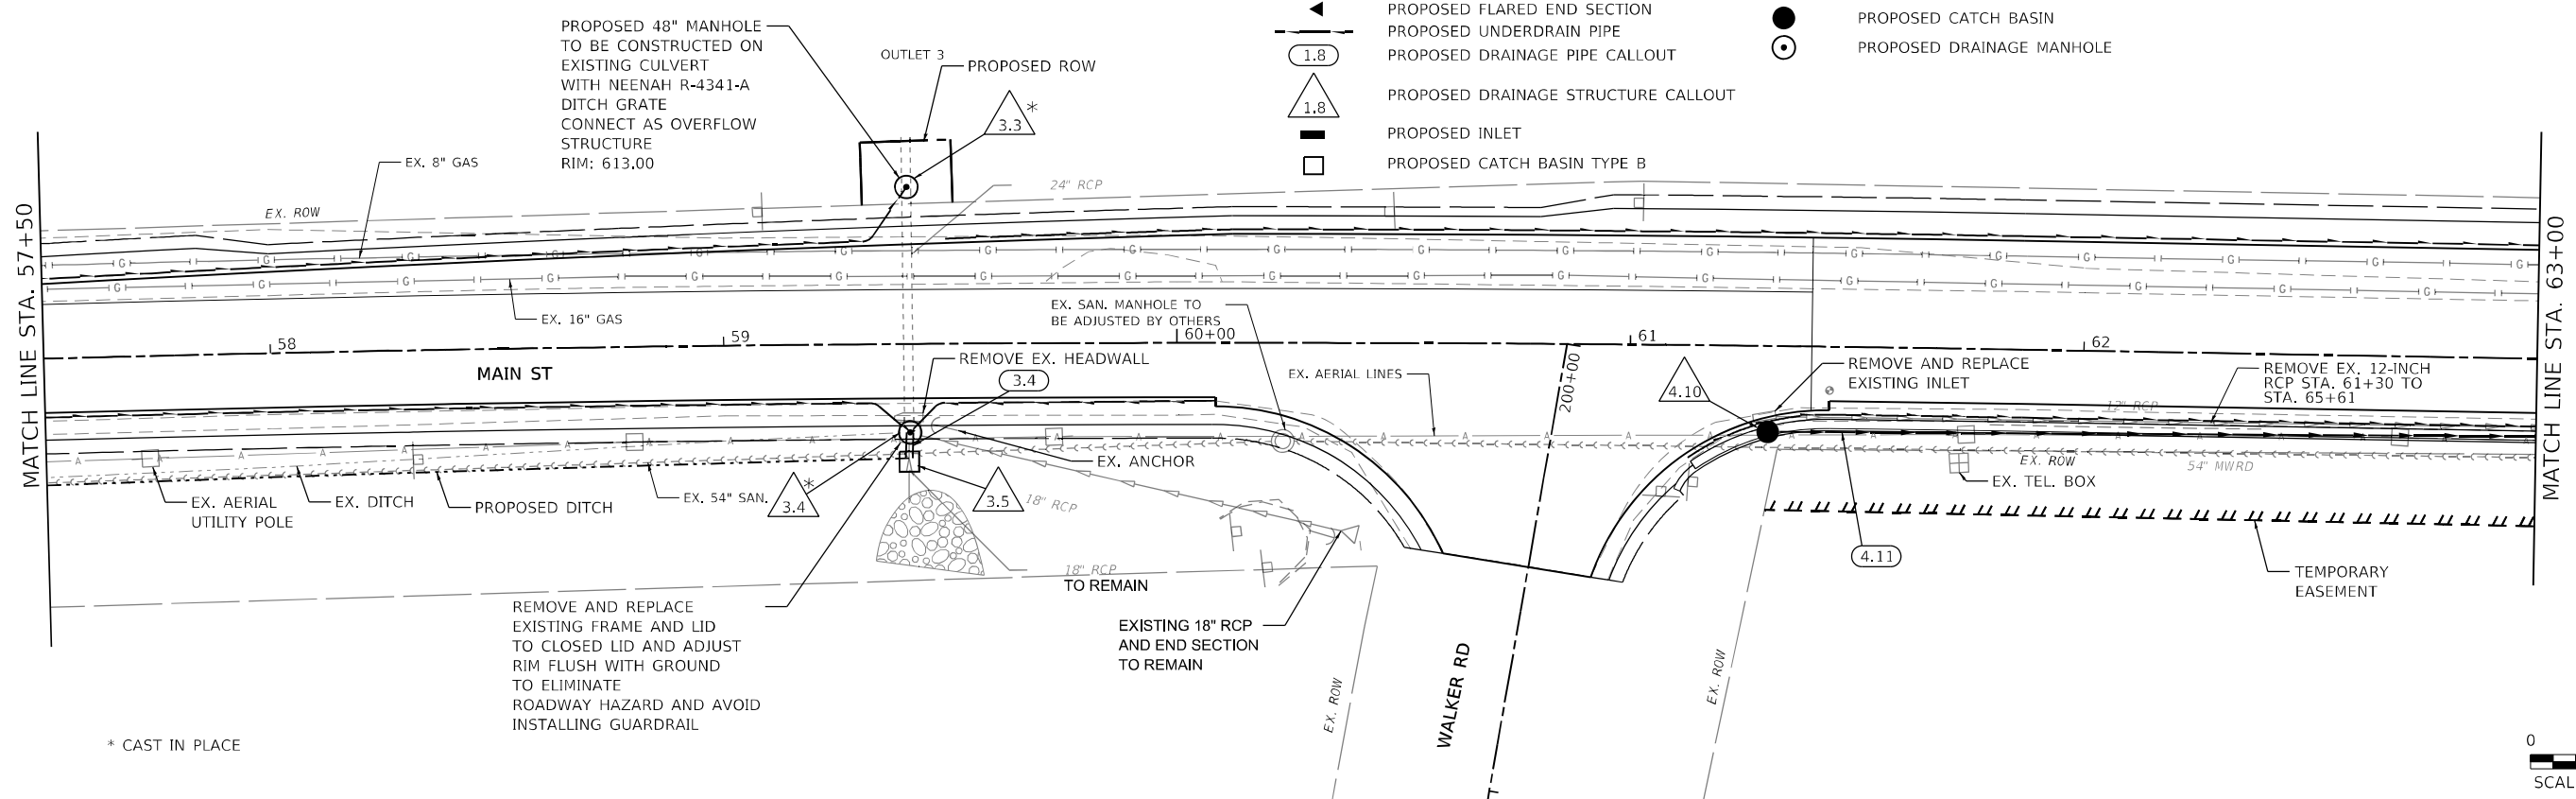 PROPOSED FLARED END SECTION
PROPOSED UNDERDRAIN PIPE
1.8 PROPOSED DRAINAGE PIPE CALLOUT
1.8 PROPOSED DRAINAGE STRUCTURE CALLOUT
PROPOSED INLET
PROPOSED CATCH BASIN TYPE B
PROPOSED CATCH BASIN
PROPOSED DRAINAGE MANHOLE
PROPOSED 48" MANHOLE
TO BE CONSTRUCTED ON
EXISTING CULVERT
WITH NEENAH R-4341-A
DITCH GRATE
CONNECT AS OVERFLOW
STRUCTURE
RIM: 613.00
OUTLET 3
PROPOSED ROW
3.3 *
MATCH LINE STA. 57+50
EX. 8" GAS
EX. ROW
24" RCP
EX. 16" GAS
EX. SAN. MANHOLE TO
BE ADJUSTED BY OTHERS
58
59
60+00
61
62
MAIN ST
REMOVE EX. HEADWALL
3.4
EX. AERIAL LINES
200+00
4.10
REMOVE AND REPLACE
EXISTING INLET
REMOVE EX. 12-INCH
RCP STA. 61+30 TO
STA. 65+61
12" RCP
MATCH LINE STA. 63+00
EX. AERIAL
UTILITY POLE
EX. DITCH
PROPOSED DITCH
EX. 54" SAN.
3.4 *
3.5
EX. ANCHOR
18" RCP
EX. ROW
54" MWRD
EX. TEL. BOX
4.11
TEMPORARY
EASEMENT
18" RCP
TO REMAIN
REMOVE AND REPLACE
EXISTING FRAME AND LID
TO CLOSED LID AND ADJUST
RIM FLUSH WITH GROUND
TO ELIMINATE
ROADWAY HAZARD AND AVOID
INSTALLING GUARDRAIL
EXISTING 18" RCP
AND END SECTION
TO REMAIN
EX. ROW
WALKER RD
EX. ROW
* CAST IN PLACE
0
SCAL